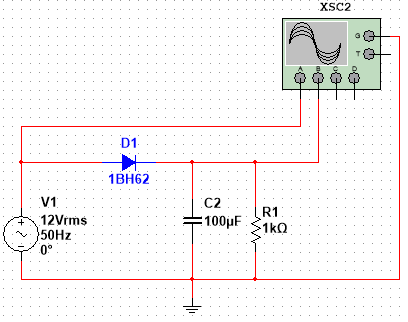 XSC2
G
T
A B C D
D1
1BH62
V1
12Vrms
50Hz
0°
C2
100µF
R1
1kΩ